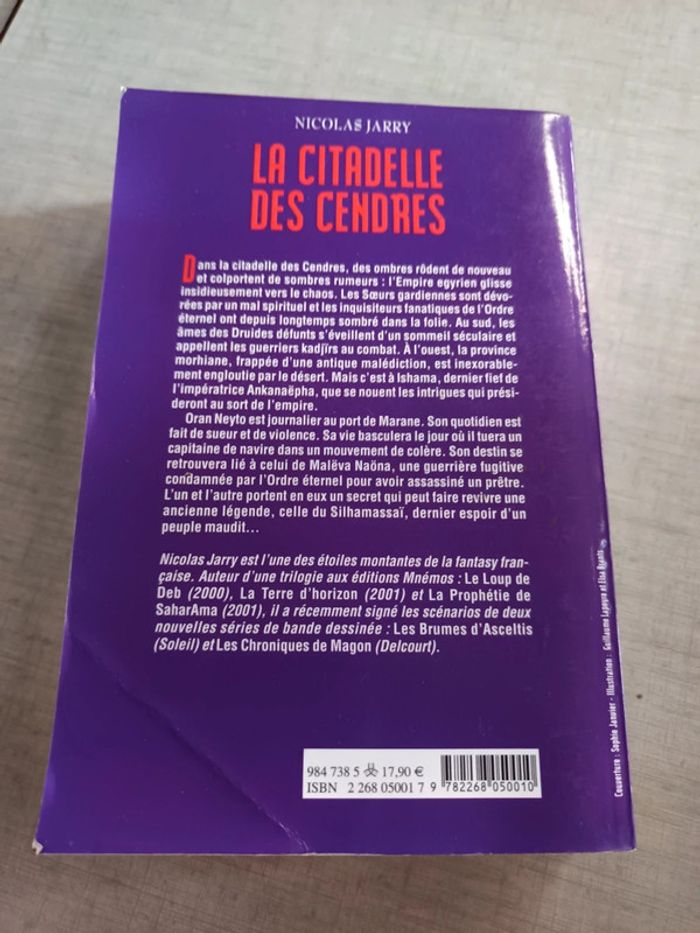 NICOLAS JARRY
LA CITADELLE
DES CENDRES
Dans la citadelle des Cendres, des ombres rôdent de nouveau
et colportent de sombres rumeurs : l'Empire egyrien glisse
insidieusement vers le chaos. Les Sœurs gardiennes sont dévo-
rées par un mal spirituel et les inquisiteurs fanatiques de l'Ordre
éternel ont depuis longtemps sombré dans la folie. Au sud, les
âmes des Druides défunts s'éveillent d'un sommeil séculaire et
appellent les guerriers kadjïrs au combat. À l'ouest, la province
morhiane, frappée d'une antique malédiction, est inexorable-
ment engloutie par le désert. Mais c'est à Ishama, dernier fief de
l'impératrice Ankanaëpha, que se nouent les intrigues qui prési-
deront au sort de l'empire.
Oran Neyto est journalier au port de Marane. Son quotidien est
fait de sueur et de violence. Sa vie basculera le jour où il tuera un
capitaine de navire dans un mouvement de colère. Son destin se
retrouvera lié à celui de Malëva Naöna, une guerrière fugitive
condamnée par l'Ordre éternel pour avoir assassiné un prêtre.
L'un et l'autre portent en eux un secret qui peut faire revivre une
ancienne légende, celle du Silhamassaï, dernier espoir d'un
peuple maudit…
Nicolas Jarry est l'une des étoiles montantes de la fantasy fran-
çaise. Auteur d'une trilogie aux éditions Mnémos : Le Loup de
Deb (2000), La Terre d'horizon (2001) et La Prophétie de
SaharAma (2001), il a récemment signé les scénarios de deux
nouvelles séries de bande dessinée : Les Brumes d'Asceltis
(Soleil) et Les Chroniques de Magon (Delcourt).
984 738 5 17,90 €
ISBN 2 268 05001 7
9 782268 050010
Couverture : Sophie Janvier - Illustration : Guillaume Lapeyre et Elsa Brants